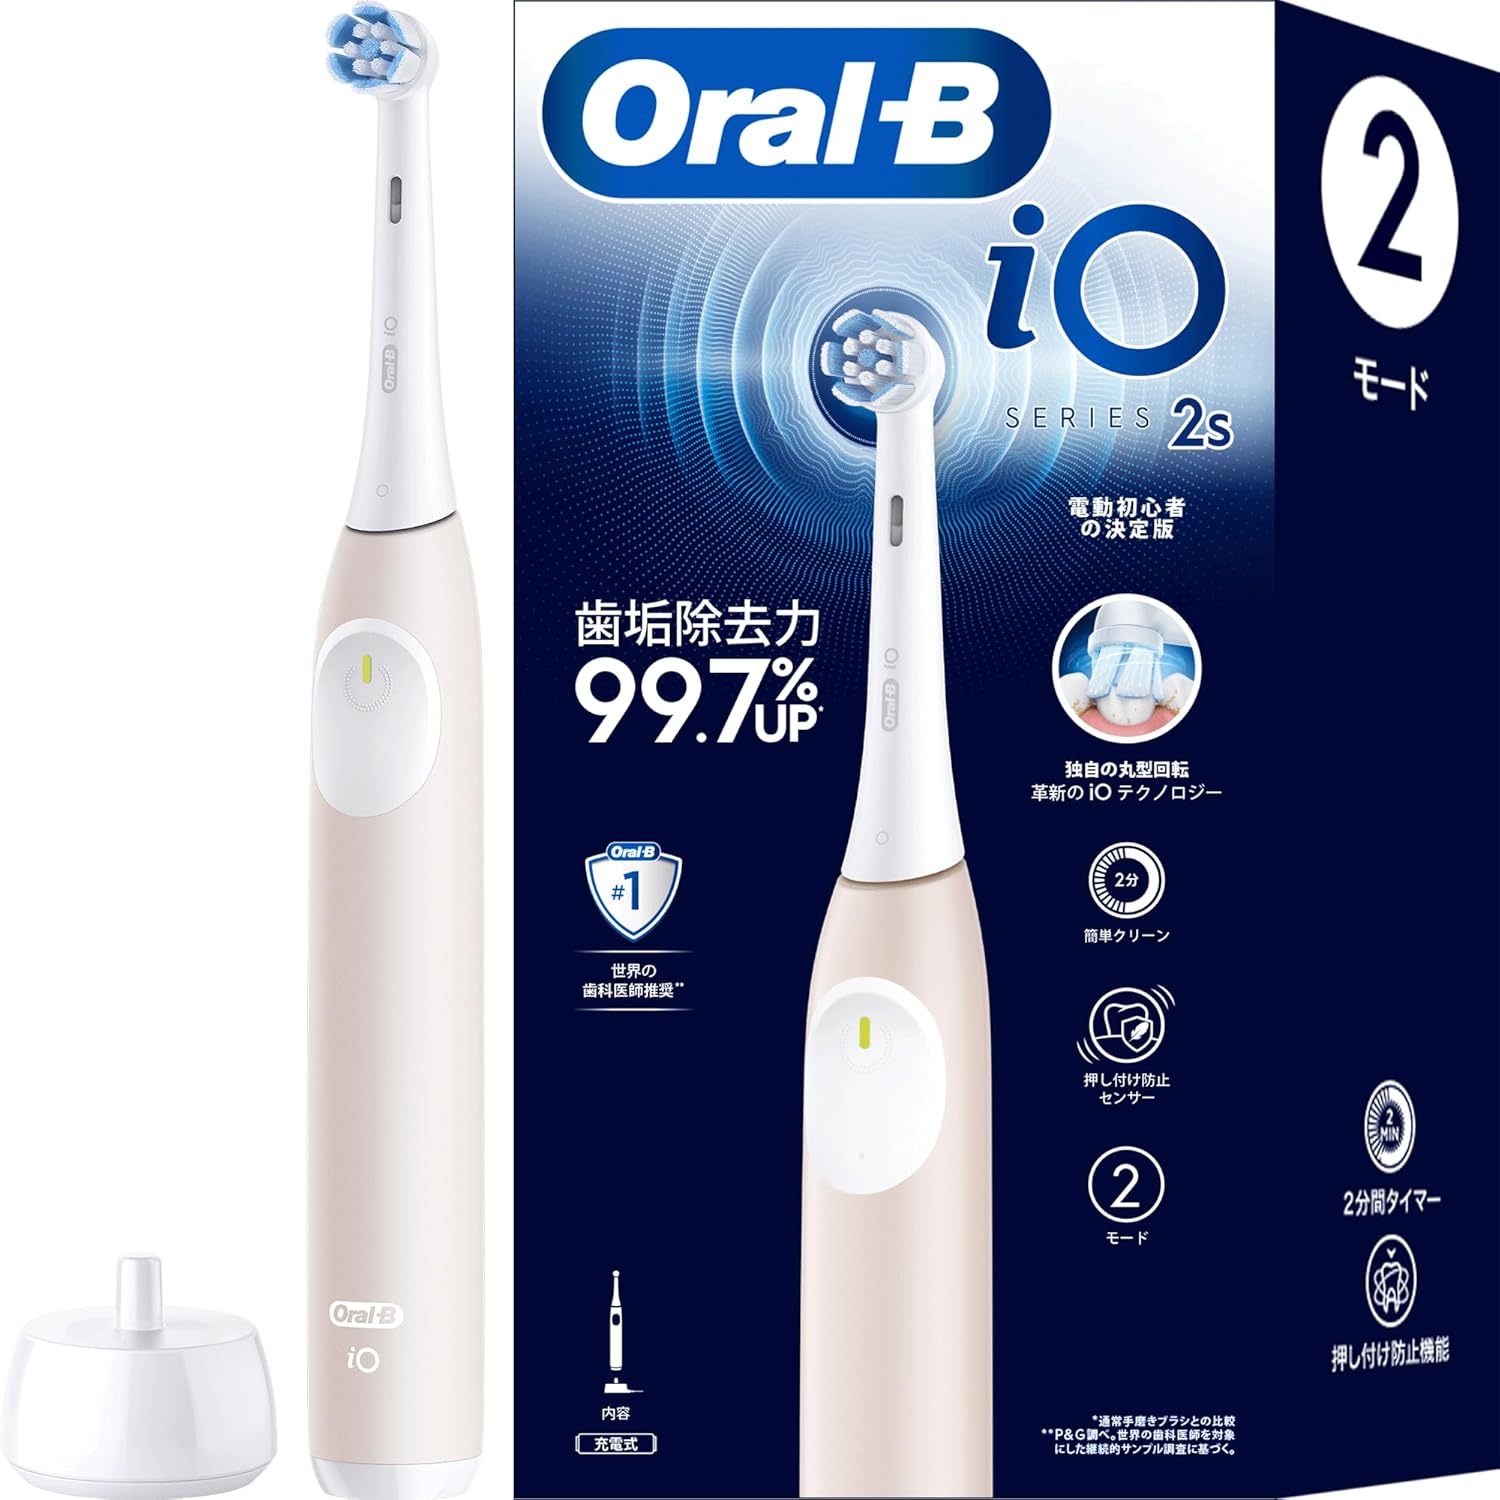 Oral-B iO
Oral-B
iO
Oral-B
iO
SERIES 2s
電動初心者
の決定版
歯垢除去力
99.7%
UP*
Oral-B iO
独自の丸型回転
革新の iO テクノロジー
Oral-B
#1
世界の
歯科医師推奨**
2分
簡単クリーン
押し付け防止
センサー
2
モード
内容
充電式
*通常手磨きブラシとの比較
**P&G調べ。世界の歯科医師を対象
にした継続的サンプル調査に基づく。
2
モード
2
MIN
2分間タイマー
押し付け防止機能